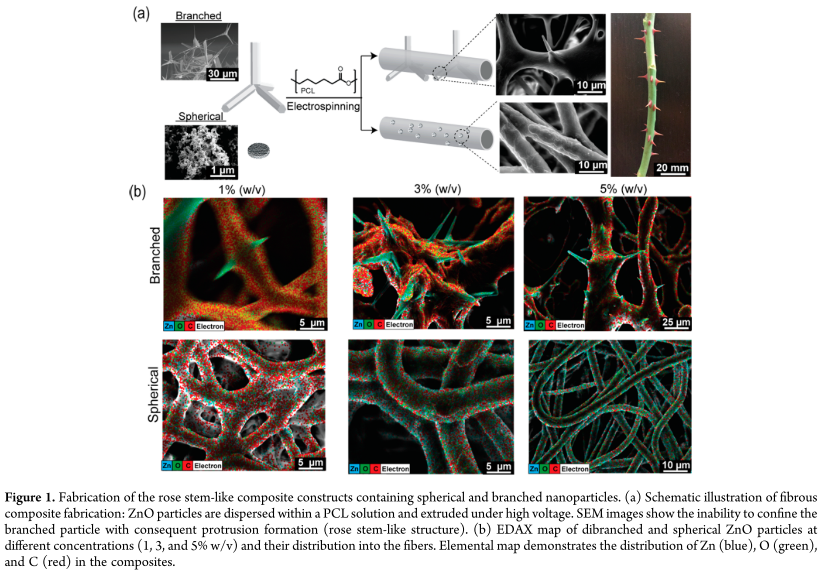 (a)
Branched
30 µm
Spherical
1 µm
PCL
O
O
Electrospinning
10 µm
10 µm
20 mm
(b)
1% (w/v)
3% (w/v)
5% (w/v)
Branched
Zn O C Electron
5 µm
Zn O C Electron
5 µm
Zn O C Electron
25 µm
Spherical
Zn O C Electron
5 µm
Zn O C Electron
5 µm
Zn O C Electron
10 µm
Figure 1. Fabrication of the rose stem-like composite constructs containing spherical and branched nanoparticles. (a) Schematic illustration of fibrous
composite fabrication: ZnO particles are dispersed within a PCL solution and extruded under high voltage. SEM images show the inability to confine the
branched particle with consequent protrusion formation (rose stem-like structure). (b) EDAX map of dibranched and spherical ZnO particles at
different concentrations (1, 3, and 5% w/v) and their distribution into the fibers. Elemental map demonstrates the distribution of Zn (blue), O (green),
and C (red) in the composites.